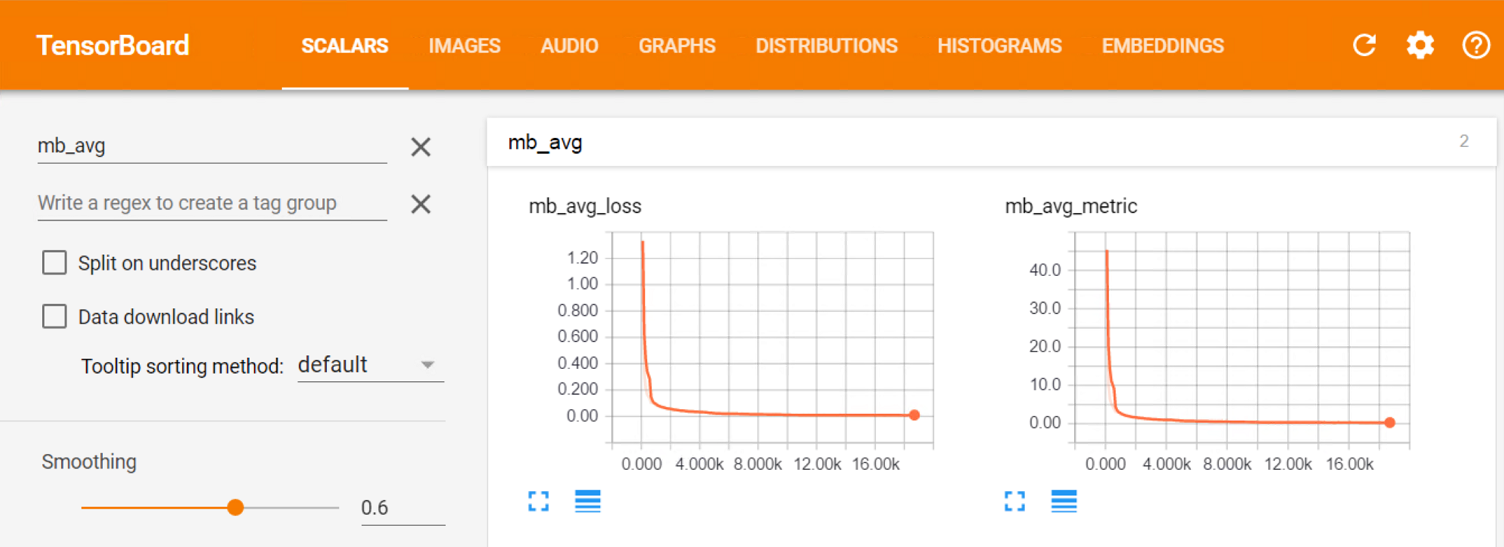 TensorBoard SCALARS IMAGES AUDIO GRAPHS DISTRIBUTIONS HISTOGRAMS EMBEDDINGS
mb_avg
Write a regex to create a tag group
Split on underscores
Data download links
Tooltip sorting method: default
Smoothing
0.6
mb_avg 2
mb_avg_loss
1.20
1.00
0.800
0.600
0.400
0.200
0.00
0.000 4.000k 8.000k 12.00k 16.00k
mb_avg_metric
40.0
30.0
20.0
10.0
0.00
0.000 4.000k 8.000k 12.00k 16.00k